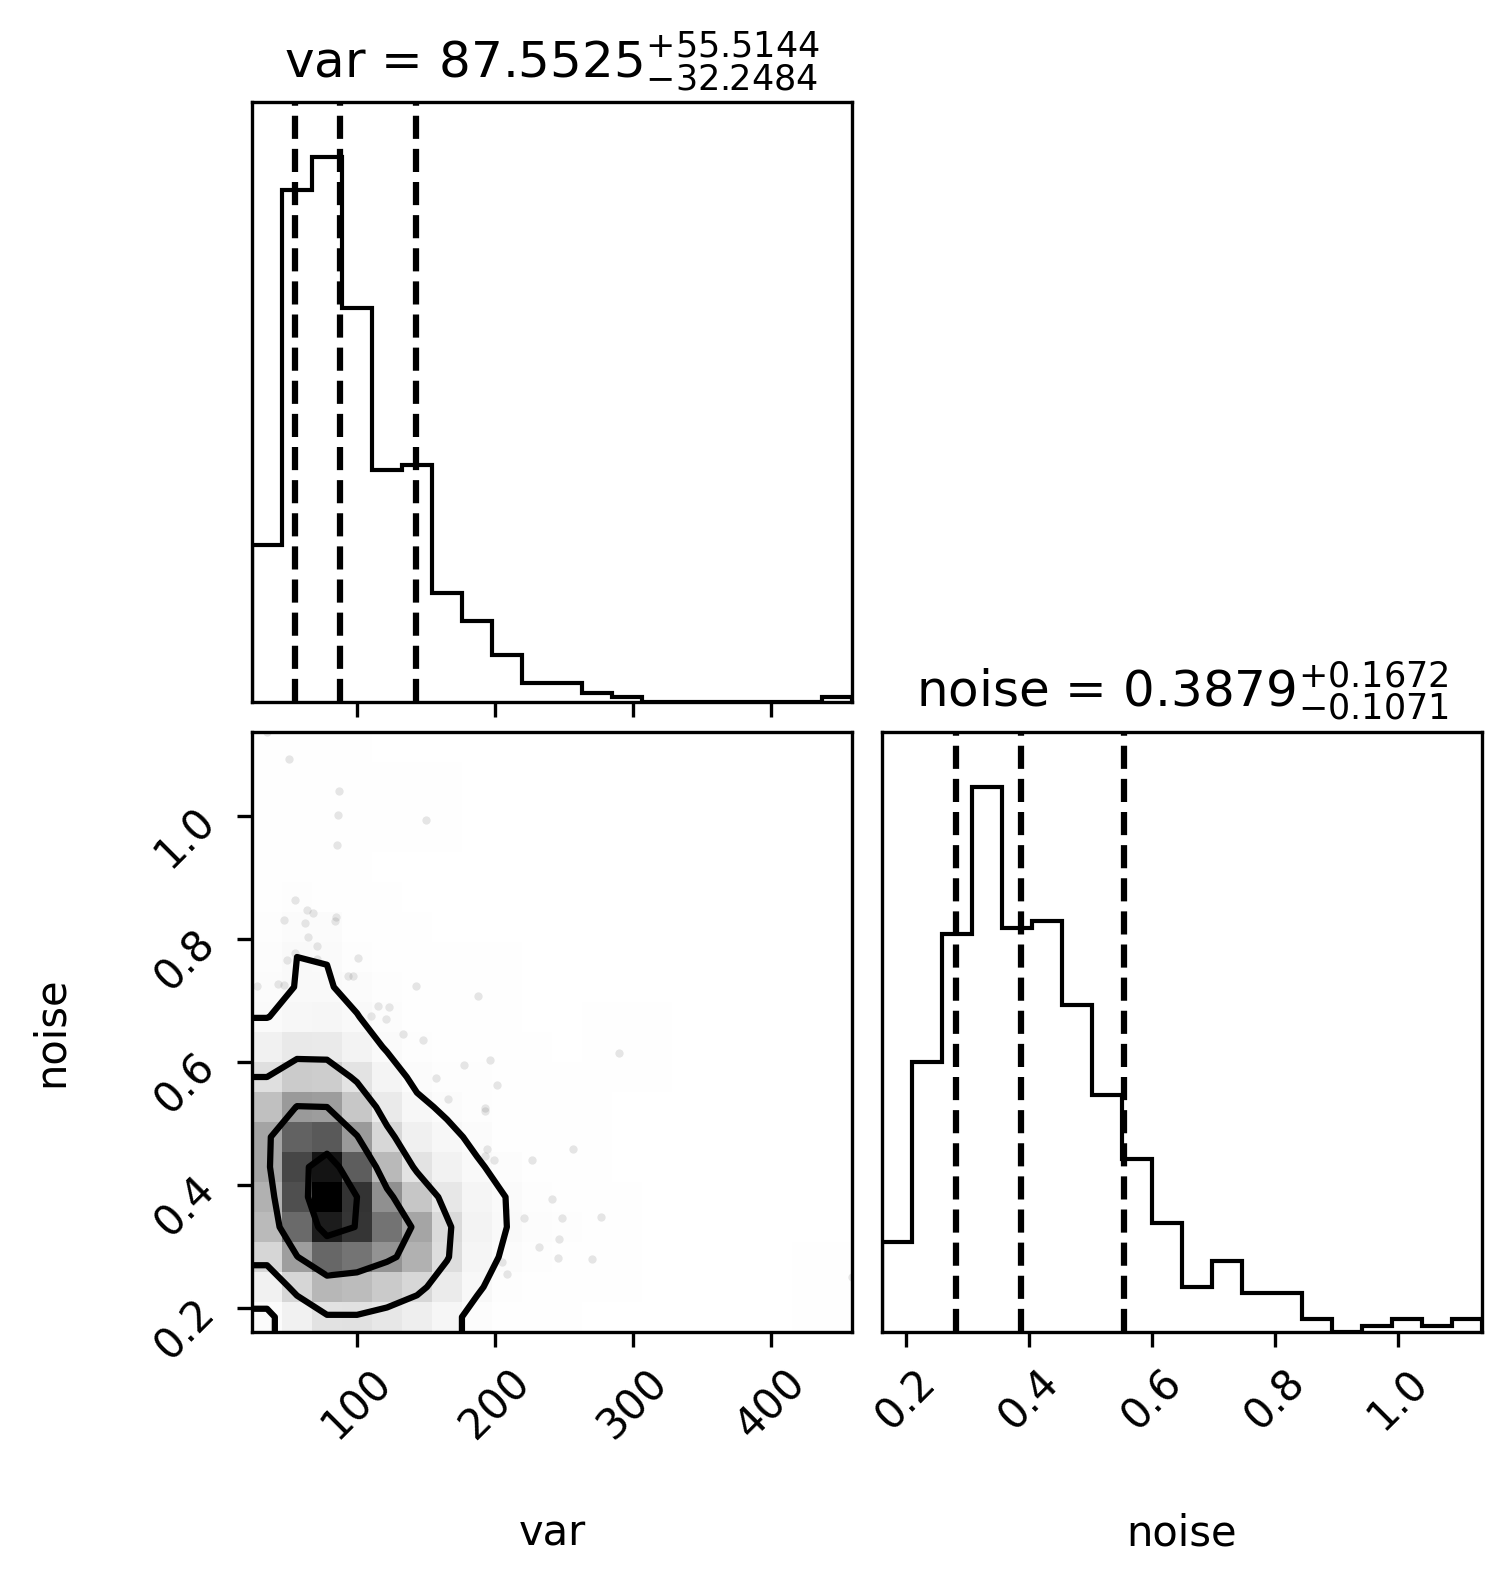 var = 87.5525 +55.5144 −32.2484
noise = 0.3879 +0.1672 −0.1071
noise
1.0
0.8
0.6
0.4
0.2
100 200 300 400
0.2 0.4 0.6 0.8 1.0
var
noise